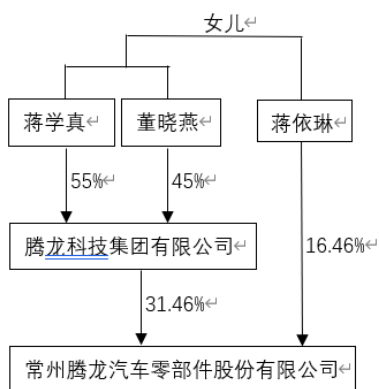 女儿
蒋学真
董晓燕
蒋依琳
55%
45%
腾龙科技集团有限公司
16.46%
31.46%
常州腾龙汽车零部件股份有限公司